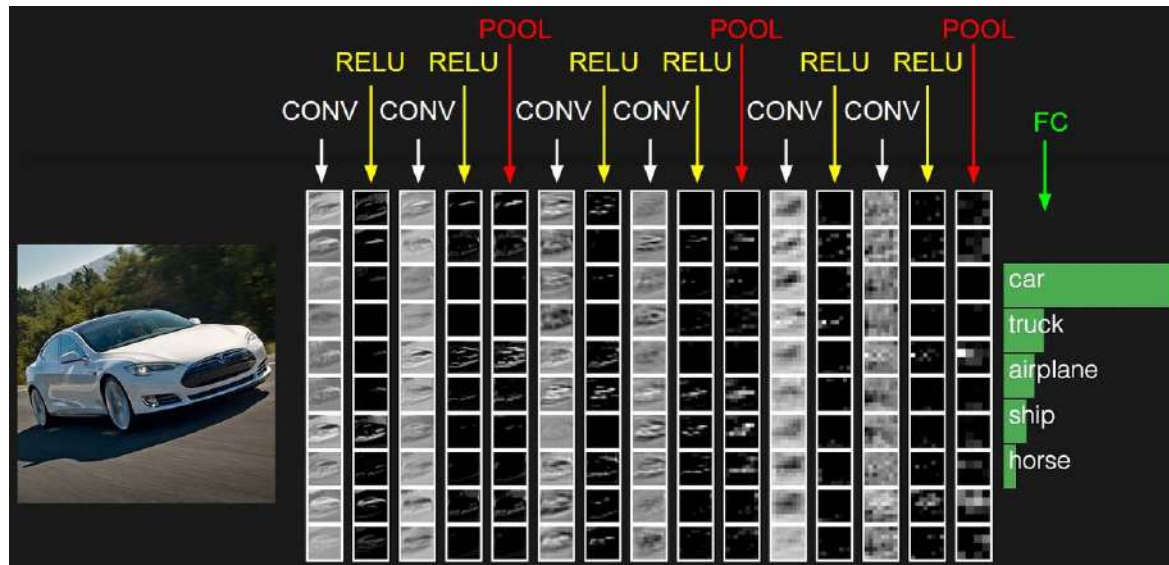 POOL POOL POOL
RELU RELU RELU RELU RELU RELU
CONV CONV CONV CONV CONV CONV
FC
car
truck
airplane
ship
horse